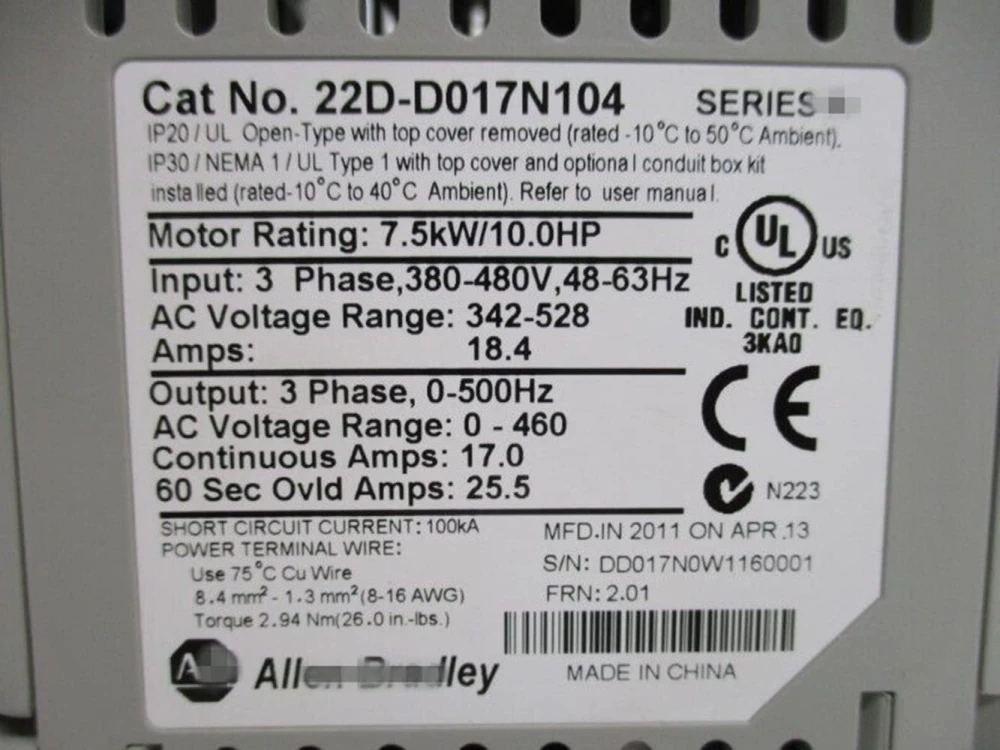 Cat No. 22D-D017N104 SERIES
IP20 / UL Open-Type with top cover removed (rated -10°C to 50°C Ambient),
IP30 / NEMA 1 / UL Type 1 with top cover and optional conduit box kit
installed (rated-10°C to 40°C Ambient). Refer to user manual.
Motor Rating: 7.5kW/10.0HP
Input: 3 Phase,380-480V,48-63Hz
AC Voltage Range: 342-528
Amps: 18.4
C UL US
LISTED
IND. CONT. EQ.
3KA0
Output: 3 Phase, 0-500Hz
AC Voltage Range: 0 - 460
Continuous Amps: 17.0
60 Sec Ovld Amps: 25.5
CE
N223
SHORT CIRCUIT CURRENT: 100kA
POWER TERMINAL WIRE:
Use 75°C Cu Wire
8.4 mm² - 1.3 mm² (8-16 AWG)
Torque 2.94 Nm(26.0 in.-lbs.)
MFD.IN 2011 ON APR.13
S/N: DD017N0W1160001
FRN: 2.01
MADE IN CHINA